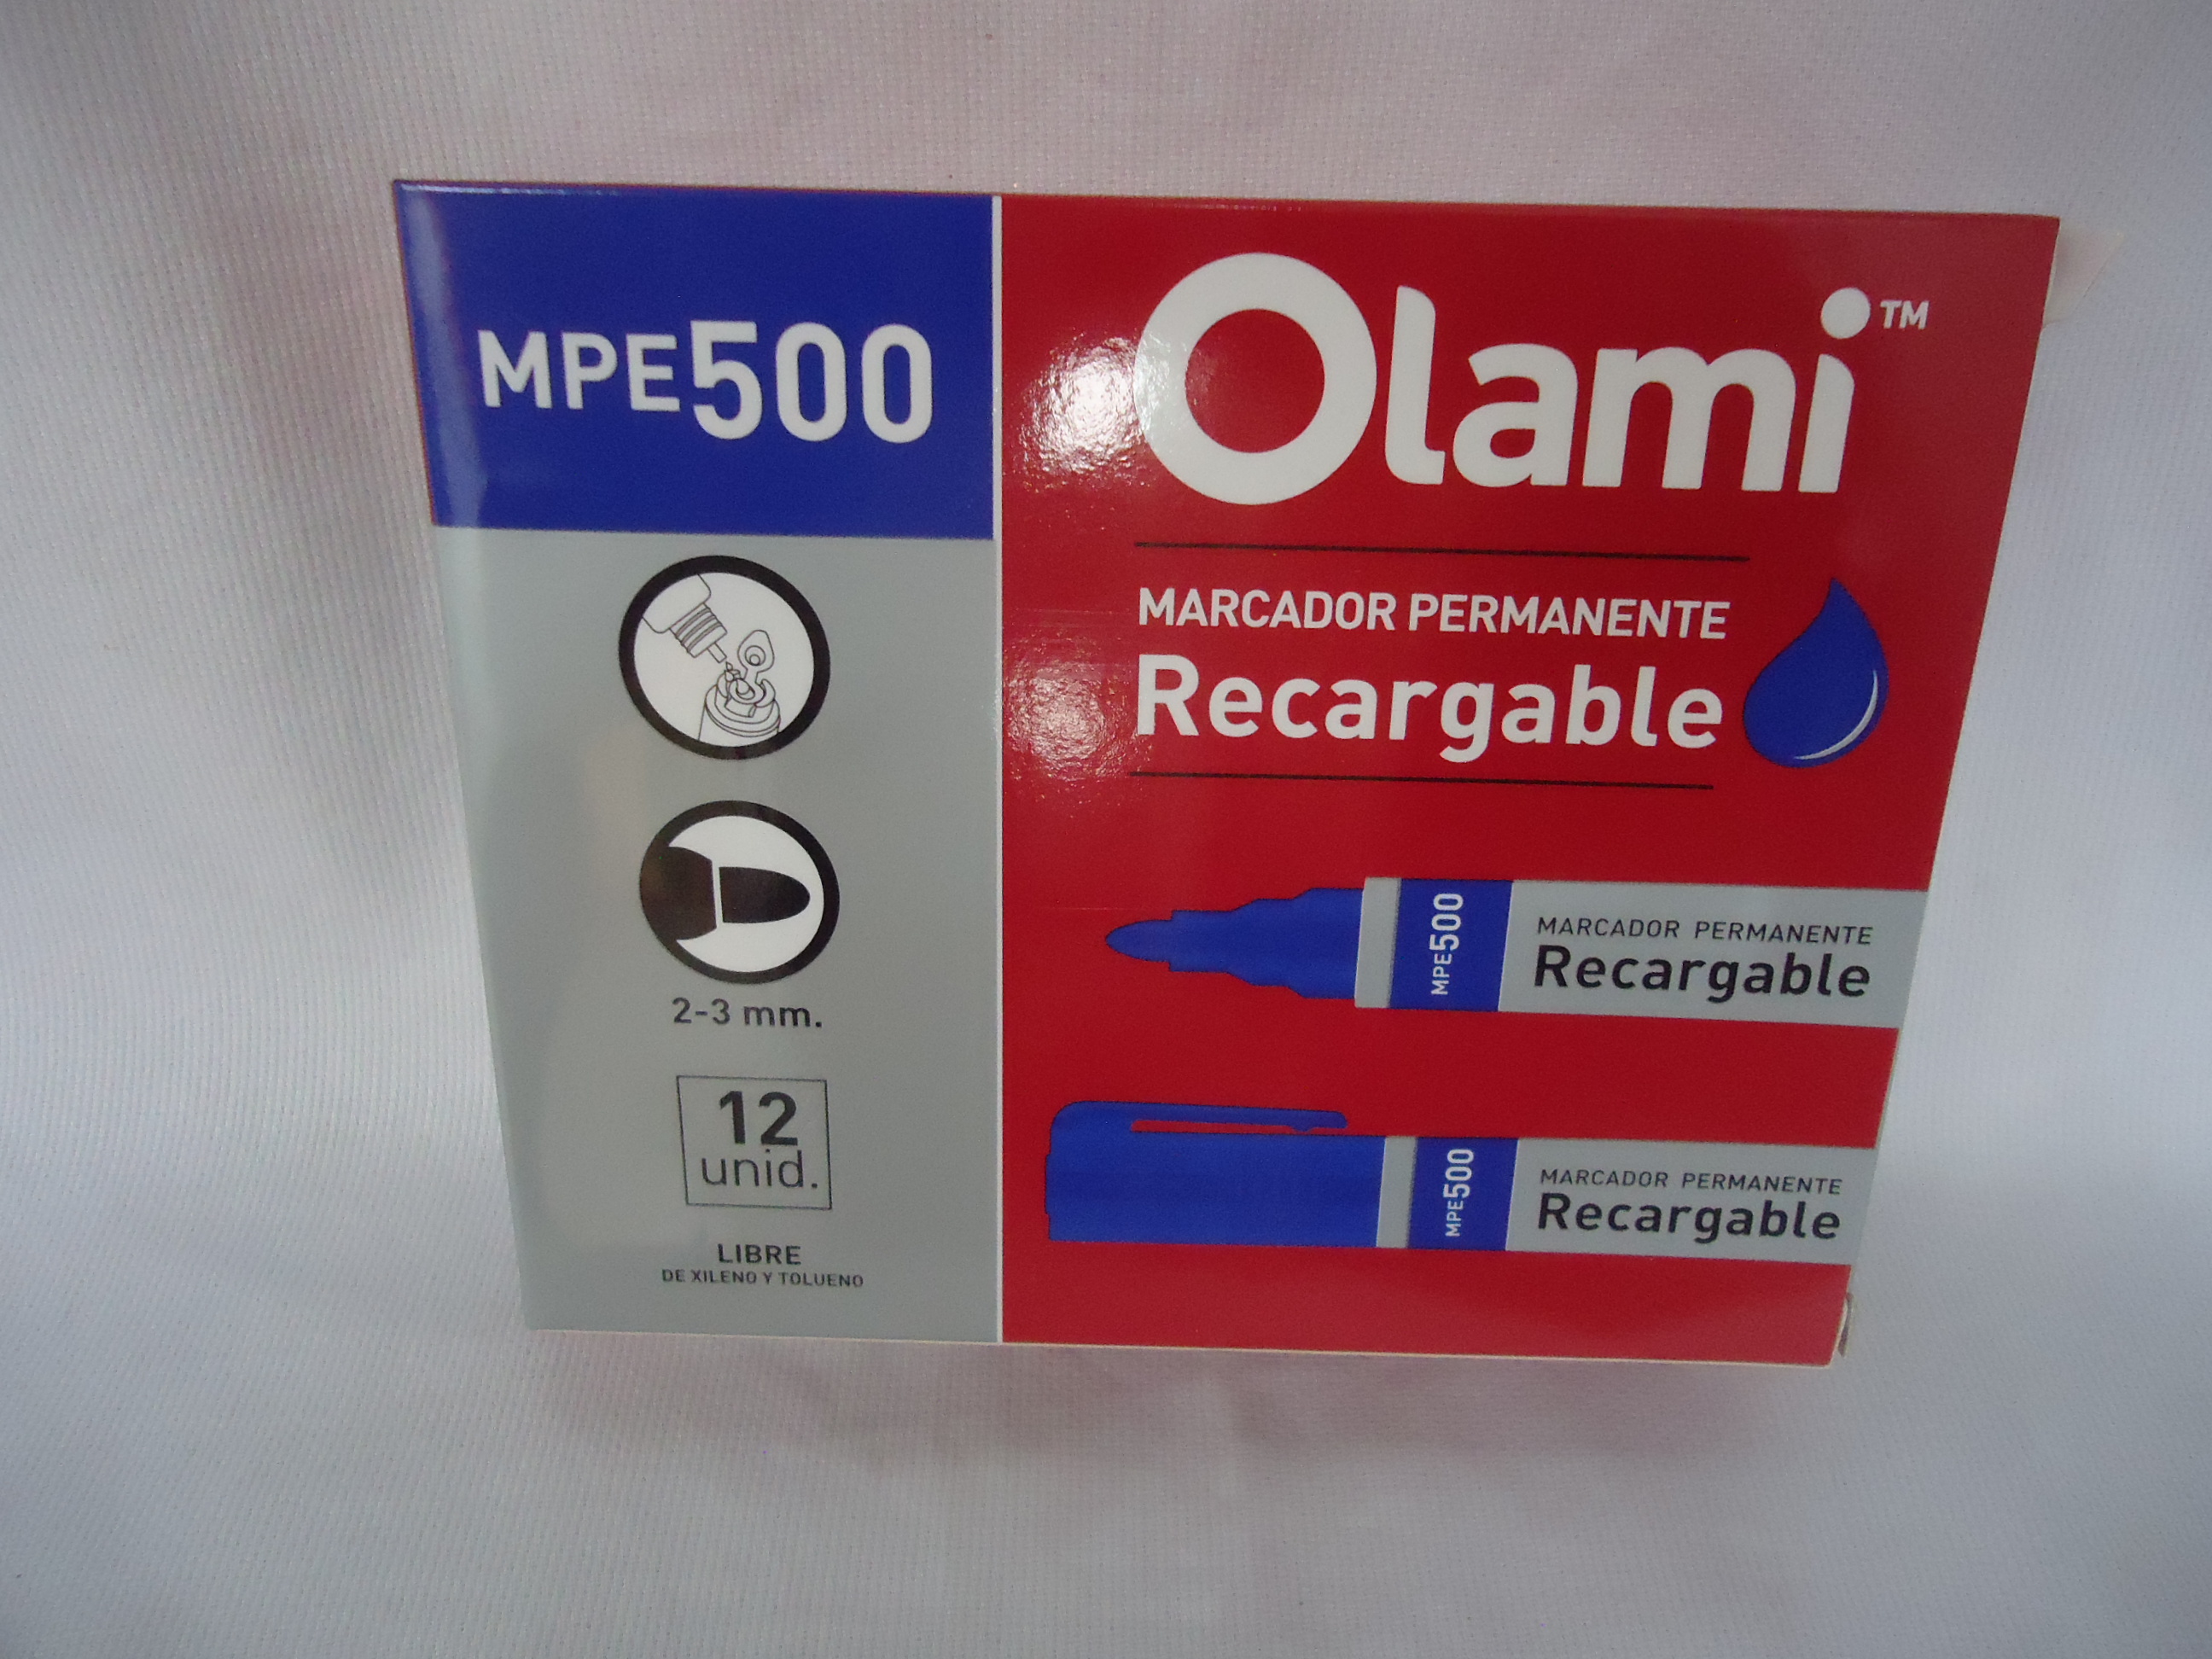 MPE500
2-3 mm.
12
unid.
LIBRE
DE XILENO Y TOLUENO
Olami™
MARCADOR PERMANENTE
Recargable
MPE500
MARCADOR PERMANENTE
Recargable
MPE500
MARCADOR PERMANENTE
Recargable